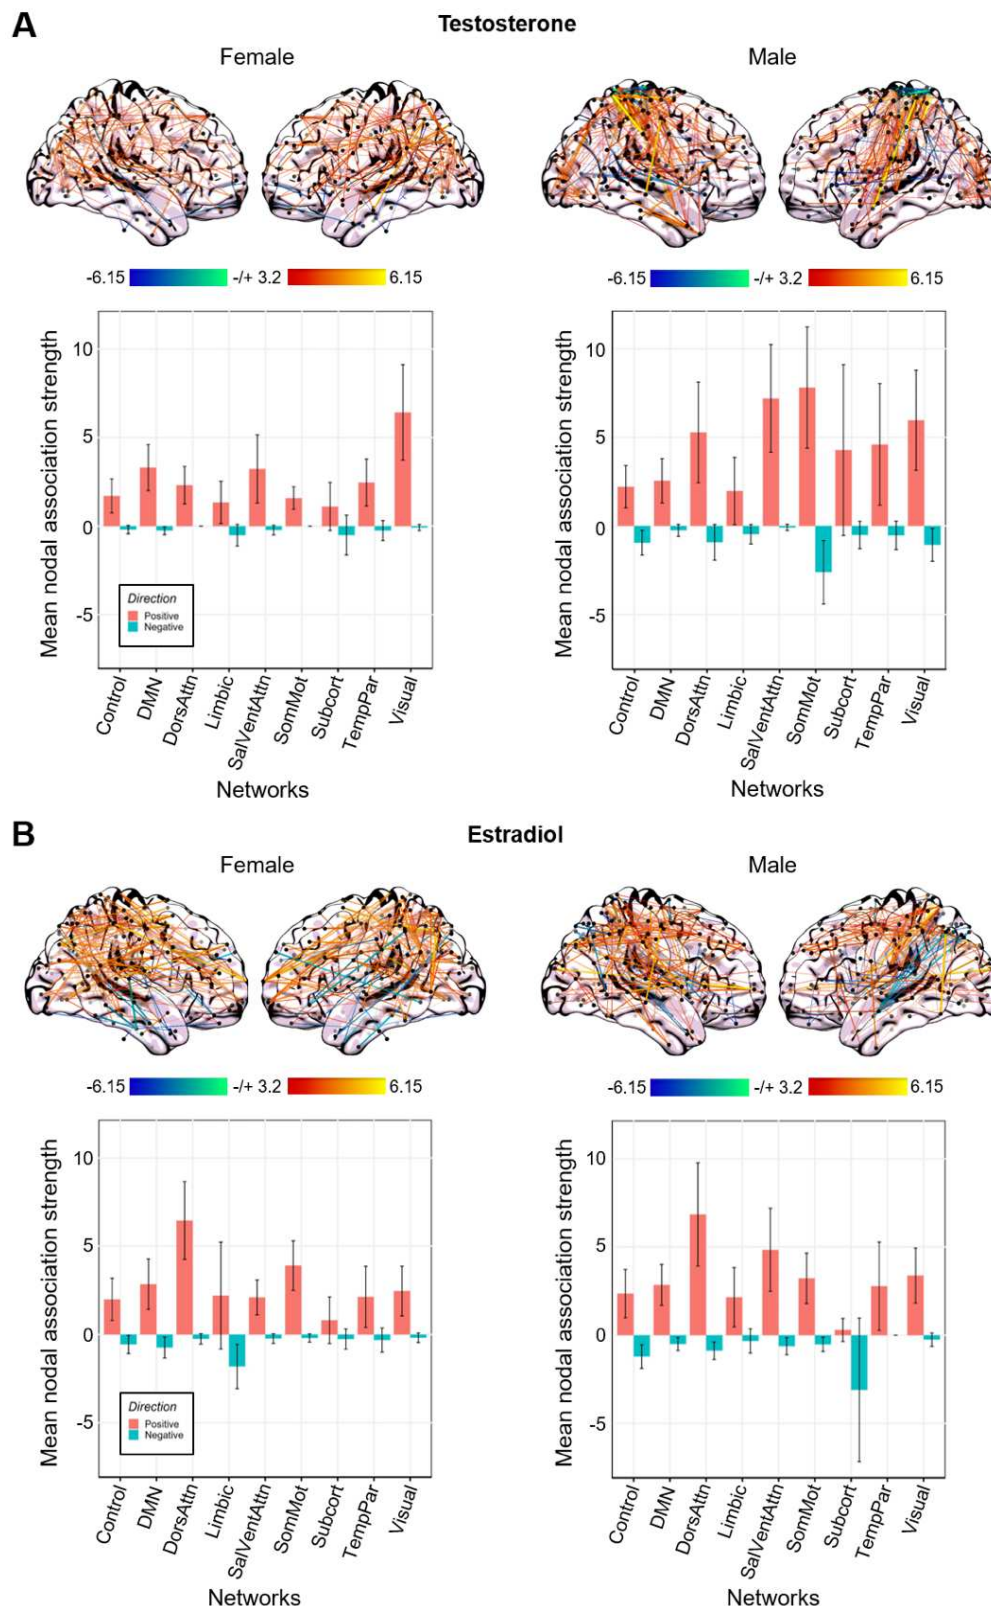 A
Testosterone
Female
Male
-6.15 -/+ 3.2 6.15
-6.15 -/+ 3.2 6.15
Mean nodal association strength
10
5
0
-5
Direction
Positive
Negative
Control
DMN
DorsAttn
Limbic
SalVentAttn
SomMot
Subcort
TempPar
Visual
Networks
Mean nodal association strength
10
5
0
-5
Control
DMN
DorsAttn
Limbic
SalVentAttn
SomMot
Subcort
TempPar
Visual
Networks
B
Estradiol
Female
Male
-6.15 -/+ 3.2 6.15
-6.15 -/+ 3.2 6.15
Mean nodal association strength
10
5
0
-5
Direction
Positive
Negative
Control
DMN
DorsAttn
Limbic
SalVentAttn
SomMot
Subcort
TempPar
Visual
Networks
Mean nodal association strength
10
5
0
-5
Control
DMN
DorsAttn
Limbic
SalVentAttn
SomMot
Subcort
TempPar
Visual
Networks